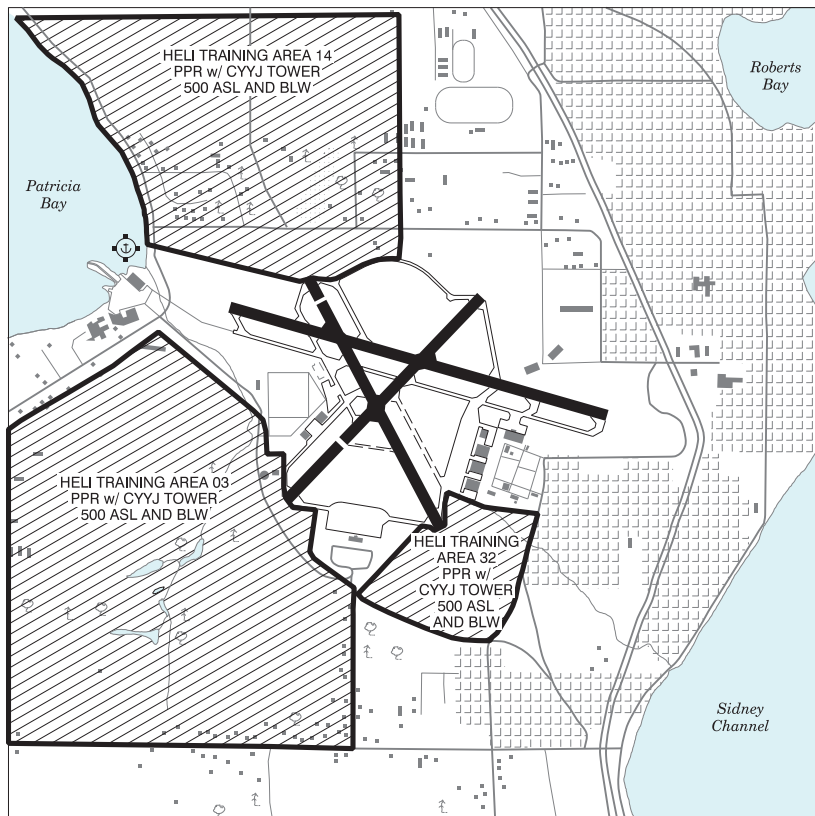 HELI TRAINING AREA 14
PPR w/ CYYJ TOWER
500 ASL AND BLW
Roberts
Bay
Patricia
Bay
HELI TRAINING AREA 03
PPR w/ CYYJ TOWER
500 ASL AND BLW
HELI TRAINING
AREA 32
PPR w/
CYYJ TOWER
500 ASL
AND BLW
Sidney
Channel